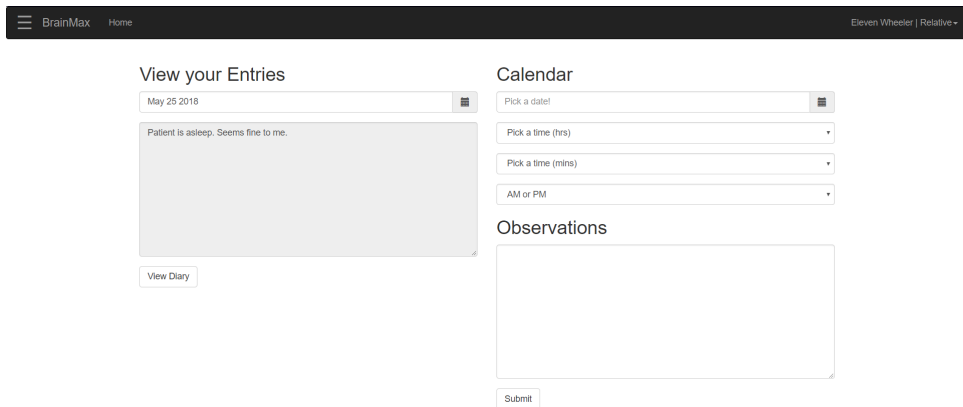 BrainMax Home Eleven Wheeler | Relative
View your Entries
May 25 2018
Patient is asleep. Seems fine to me.
View Diary
Calendar
Pick a date!
Pick a time (hrs)
Pick a time (mins)
AM or PM
Observations
Submit